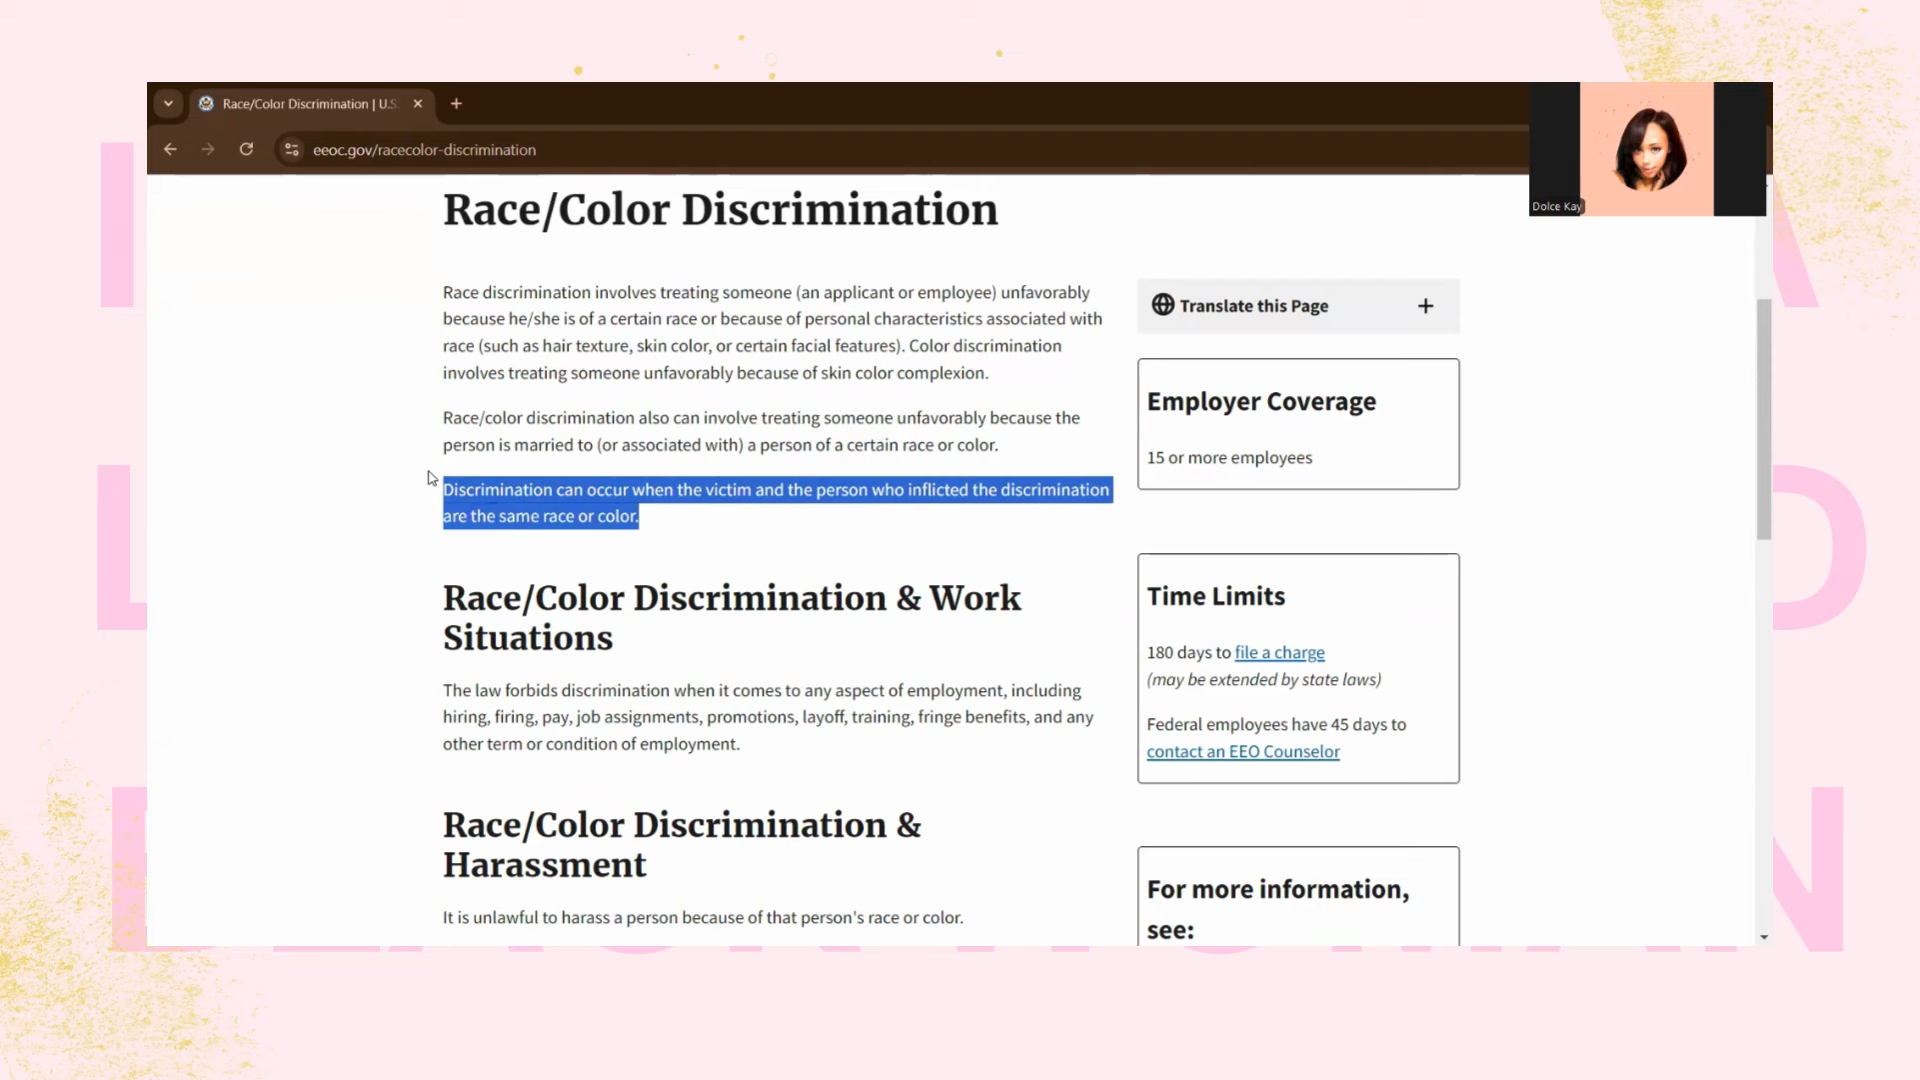 Race/Color Discrimination | U.S.
eeoc.gov/racecolor-discrimination
Dolce Kay
Race/Color Discrimination
Race discrimination involves treating someone (an applicant or employee) unfavorably
because he/she is of a certain race or because of personal characteristics associated with
race (such as hair texture, skin color, or certain facial features). Color discrimination
involves treating someone unfavorably because of skin color complexion.
Race/color discrimination also can involve treating someone unfavorably because the
person is married to (or associated with) a person of a certain race or color.
Discrimination can occur when the victim and the person who inflicted the discrimination
are the same race or color.
Race/Color Discrimination & Work
Situations
The law forbids discrimination when it comes to any aspect of employment, including
hiring, firing, pay, job assignments, promotions, layoff, training, fringe benefits, and any
other term or condition of employment.
Race/Color Discrimination &
Harassment
It is unlawful to harass a person because of that person's race or color.
Translate this Page
Employer Coverage
15 or more employees
Time Limits
180 days to file a charge
(may be extended by state laws)
Federal employees have 45 days to
contact an EEO Counselor
For more information,
see: